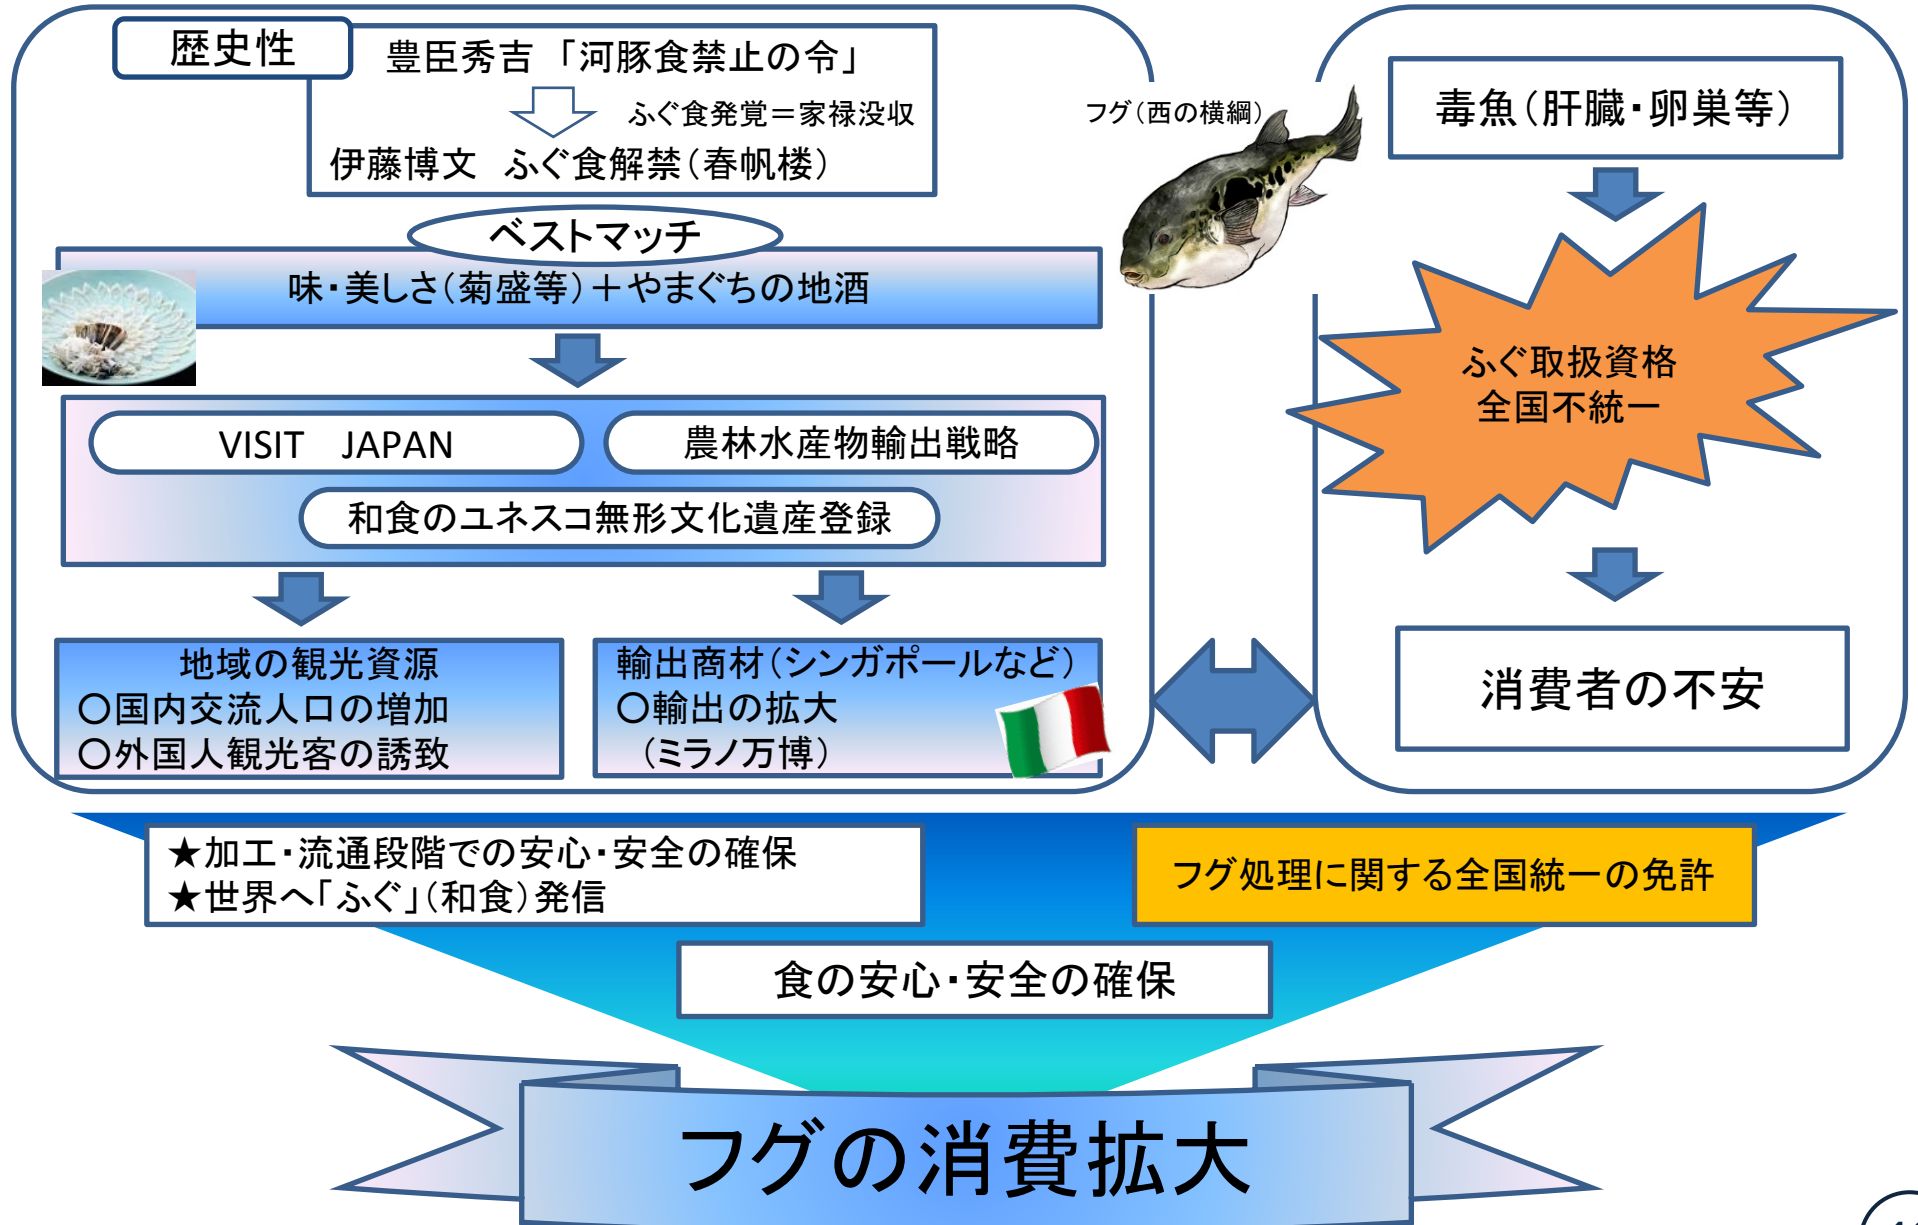 歴史性
豊臣秀吉 「河豚食禁止の令」
ふぐ食発覚＝家禄没収
伊藤博文 ふぐ食解禁（春帆楼）
ベストマッチ
味・美しさ（菊盛等）＋やまぐちの地酒
VISIT JAPAN
農林水産物輸出戦略
和食のユネスコ無形文化遺産登録
地域の観光資源
○国内交流人口の増加
○外国人観光客の誘致
輸出商材（シンガポールなど）
○輸出の拡大
（ミラノ万博）
フグ（西の横綱）
毒魚（肝臓・卵巣等）
ふぐ取扱資格
全国不統一
消費者の不安
★加工・流通段階での安心・安全の確保
★世界へ「ふぐ」（和食）発信
フグ処理に関する全国統一の免許
食の安心・安全の確保
フグの消費拡大